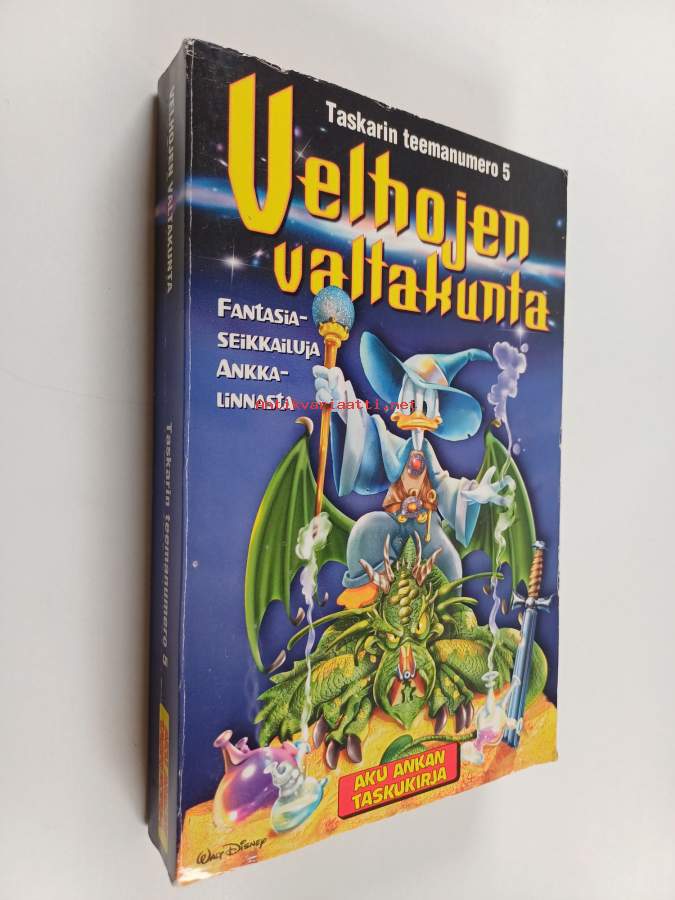 Taskarin teemanumero 5
Velhojen
valtakunta
FANTASIA-
SEIKKAILUJA
ANKKA-
LINNASTA
Antikvariaatti.net
AKU ANKAN
TASKUKIRJA
WALT DISNEY
VELHOJEN VALTAKUNTA
Taskarin teemanumero 5